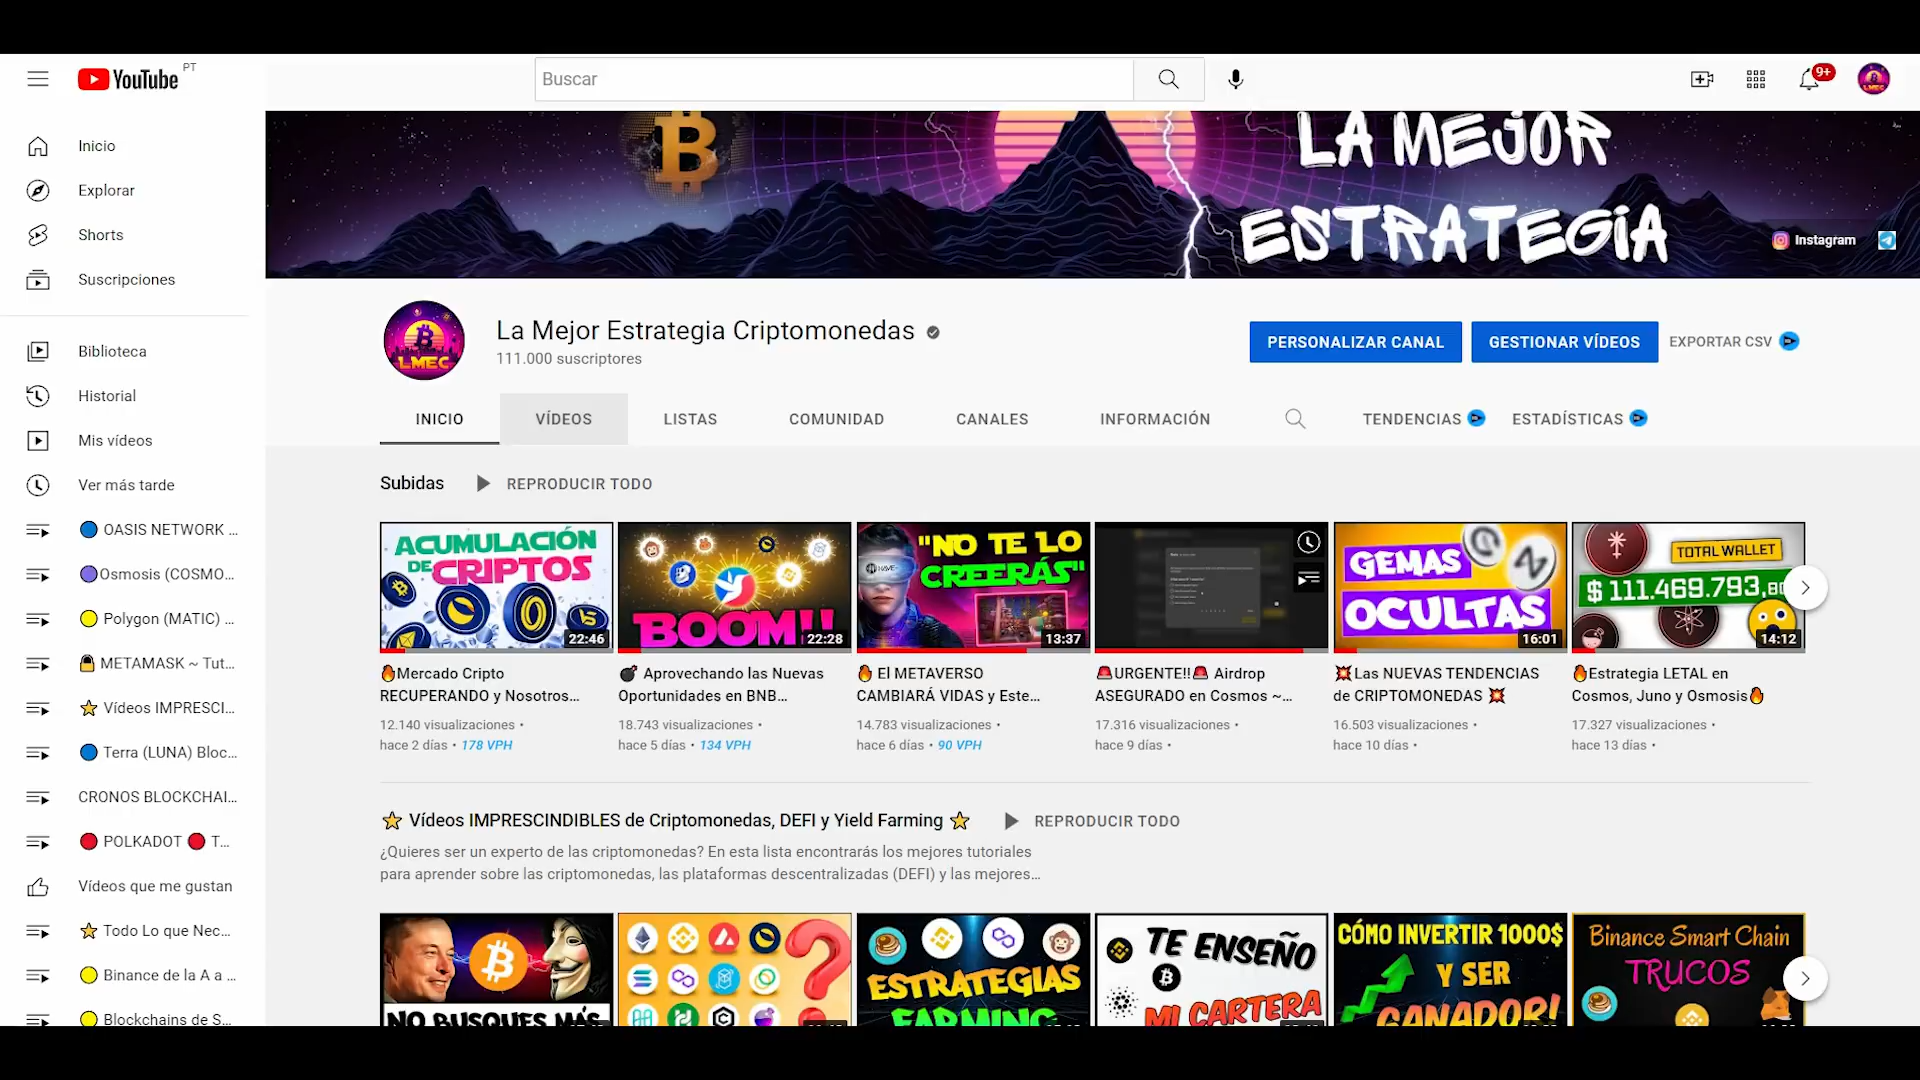 YouTube PT
Buscar
9+
Inicio
Explorar
Shorts
Suscripciones
Biblioteca
Historial
Mis vídeos
Ver más tarde
OASIS NETWORK ...
Osmosis (COSMO...
Polygon (MATIC) ...
METAMASK ~ Tut...
Vídeos IMPRESCI...
Terra (LUNA) Bloc...
CRONOS BLOCKCHAI...
POLKADOT 🔴 T...
Vídeos que me gustan
Todo Lo que Nec...
Binance de la A a ...
Blockchains de S...
LA MEJOR
ESTRATEGIA
Instagram
LMEC
La Mejor Estrategia Criptomonedas
111.000 suscriptores
PERSONALIZAR CANAL
GESTIONAR VÍDEOS
EXPORTAR CSV
INICIO
VÍDEOS
LISTAS
COMUNIDAD
CANALES
INFORMACIÓN
TENDENCIAS
ESTADÍSTICAS
Subidas
REPRODUCIR TODO
ACUMULACIÓN
DE CRIPTOS
22:46
🔥Mercado Cripto
RECUPERANDO y Nosotros...
12.140 visualizaciones •
hace 2 días • 178 VPH
BOOM!!
22:28
💣 Aprovechando las Nuevas
Oportunidades en BNB...
18.743 visualizaciones •
hace 5 días • 134 VPH
"NO TE LO
CREERÁS"
13:37
🔥 El METAVERSO
CAMBIARÁ VIDAS y Este...
14.783 visualizaciones •
hace 6 días • 90 VPH
🚨URGENTE!!🚨 Airdrop
ASEGURADO en Cosmos ~...
17.316 visualizaciones •
hace 9 días •
GEMAS
OCULTAS
16:01
💥Las NUEVAS TENDENCIAS
de CRIPTOMONEDAS 💥
16.503 visualizaciones •
hace 10 días •
TOTAL WALLET
$ 111.469.793,80
14:12
🔥Estrategia LETAL en
Cosmos, Juno y Osmosis🔥
17.327 visualizaciones •
hace 13 días •
⭐ Vídeos IMPRESCINDIBLES de Criptomonedas, DEFI y Yield Farming ⭐
REPRODUCIR TODO
¿Quieres ser un experto de las criptomonedas? En esta lista encontrarás los mejores tutoriales
para aprender sobre las criptomonedas, las plataformas descentralizadas (DEFI) y las mejores...
NO BUSQUES MÁS
ESTRATEGIAS
FARMING
TE ENSEÑO
MI CARTERA
CÓMO INVERTIR 1000$
Y SER
GANADOR!
Binance Smart Chain
TRUCOS